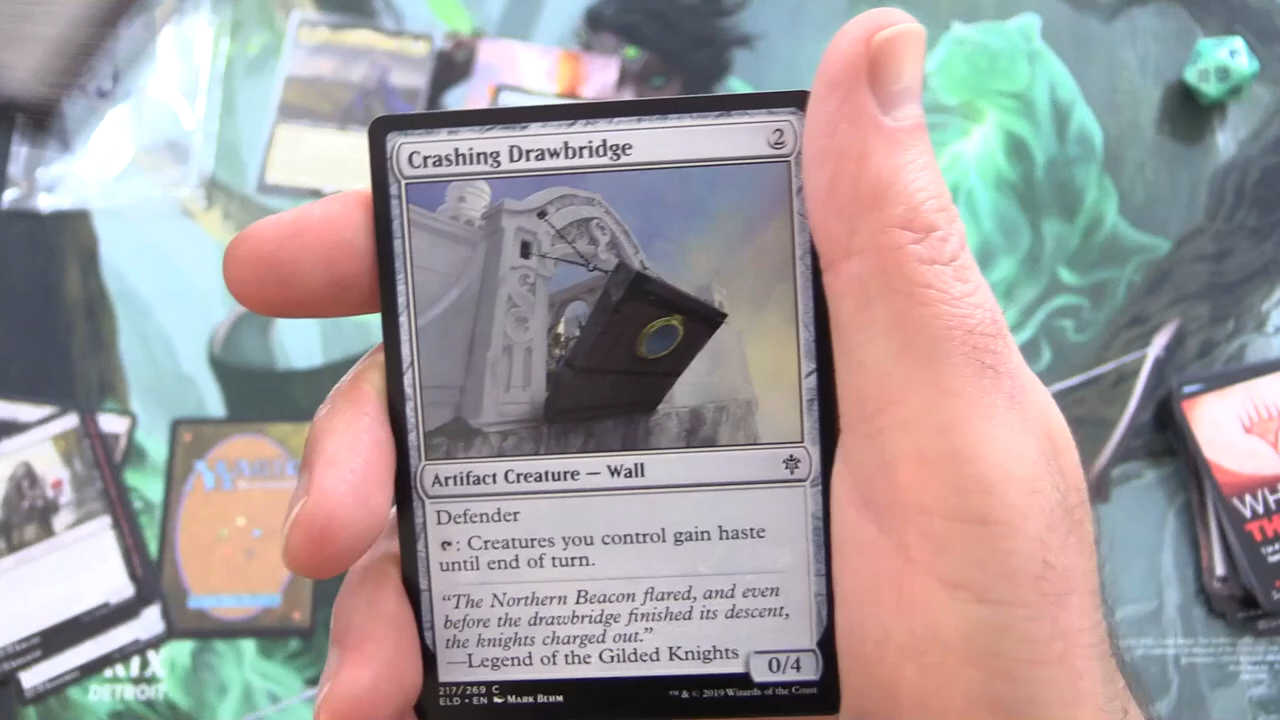 Crashing Drawbridge
2
Artifact Creature — Wall
Defender
: Creatures you control gain haste
until end of turn.
“The Northern Beacon flared, and even
before the drawbridge finished its descent,
the knights charged out.”
—Legend of the Gilded Knights
0/4
217/269 C
ELD • EN MARK BEHM
™ & © 2019 Wizards of the Coast
DETROIT
WH